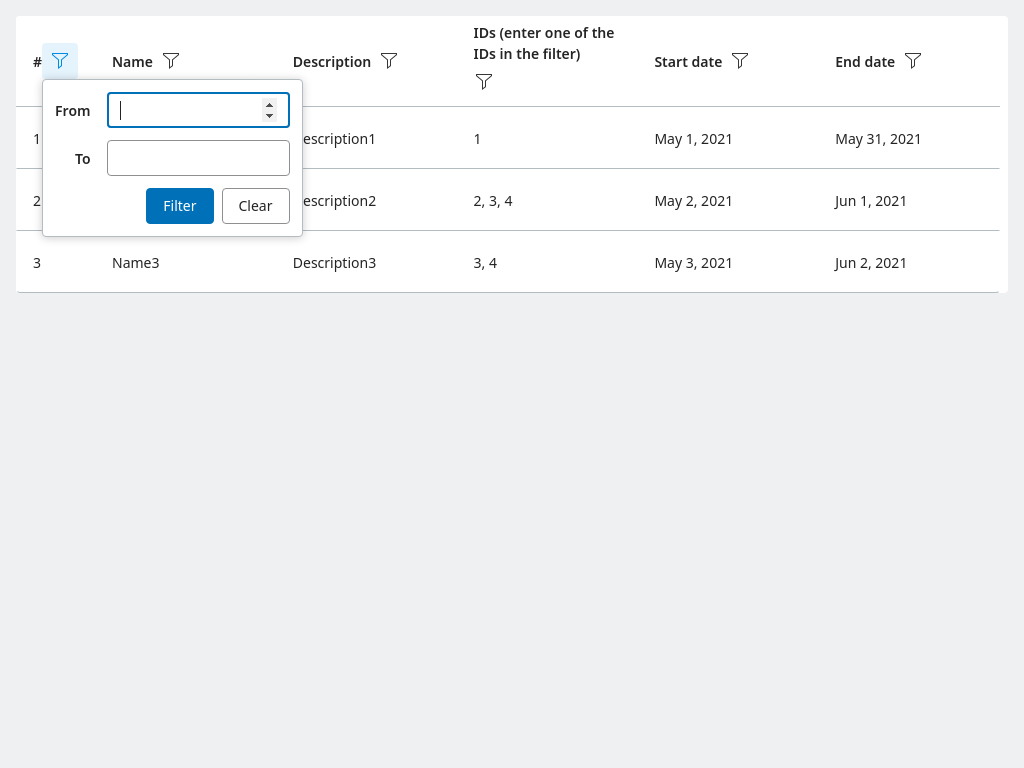 # Name Description IDs (enter one of the IDs in the filter) Start date End date
From
To
Filter Clear
1 escription1 1 May 1, 2021 May 31, 2021
2 escription2 2, 3, 4 May 2, 2021 Jun 1, 2021
3 Name3 Description3 3, 4 May 3, 2021 Jun 2, 2021